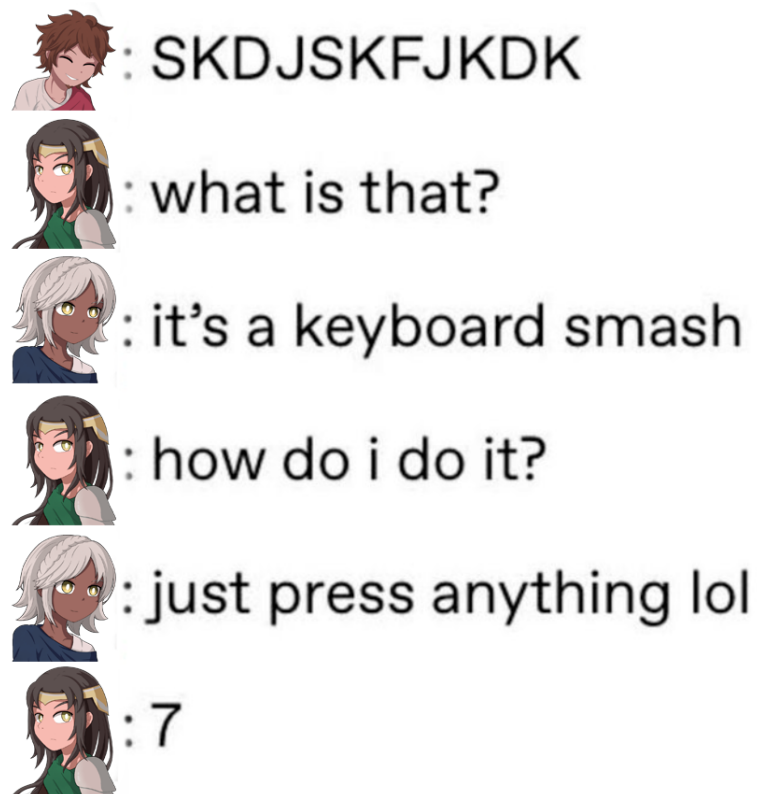 : SKDJSKFJKDK
: what is that?
: it's a keyboard smash
: how do i do it?
: just press anything lol
: 7